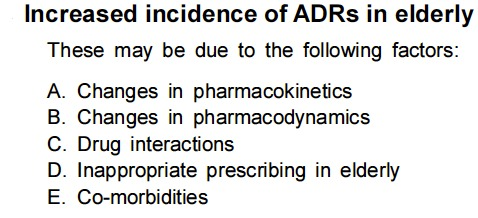 Increased incidence of ADRs in elderly
These may be due to the following factors:
A. Changes in pharmacokinetics
B. Changes in pharmacodynamics
C. Drug interactions
D. Inappropriate prescribing in elderly
E. Co-morbidities